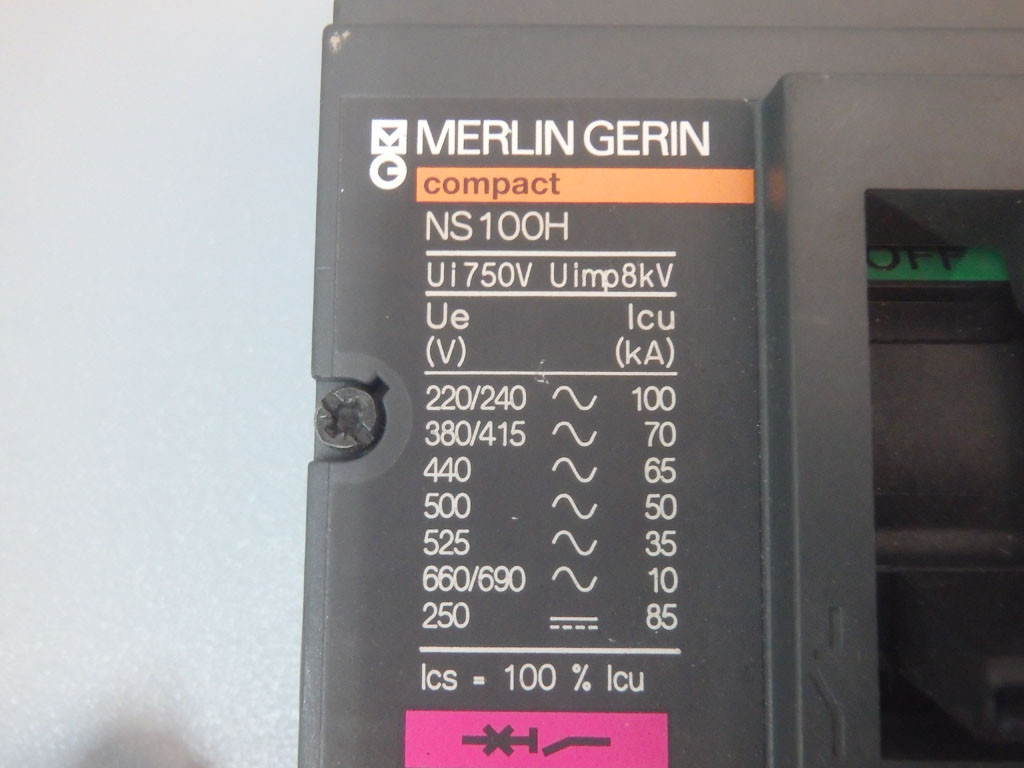 MERLIN GERIN
compact
NS100H
Ui750V Uimp8kV
Ue Icu
(V) (kA)
220/240 ~ 100
380/415 ~ 70
440 ~ 65
500 ~ 50
525 ~ 35
660/690 ~ 10
250 ⎓ 85
Ics = 100 % Icu
OFF